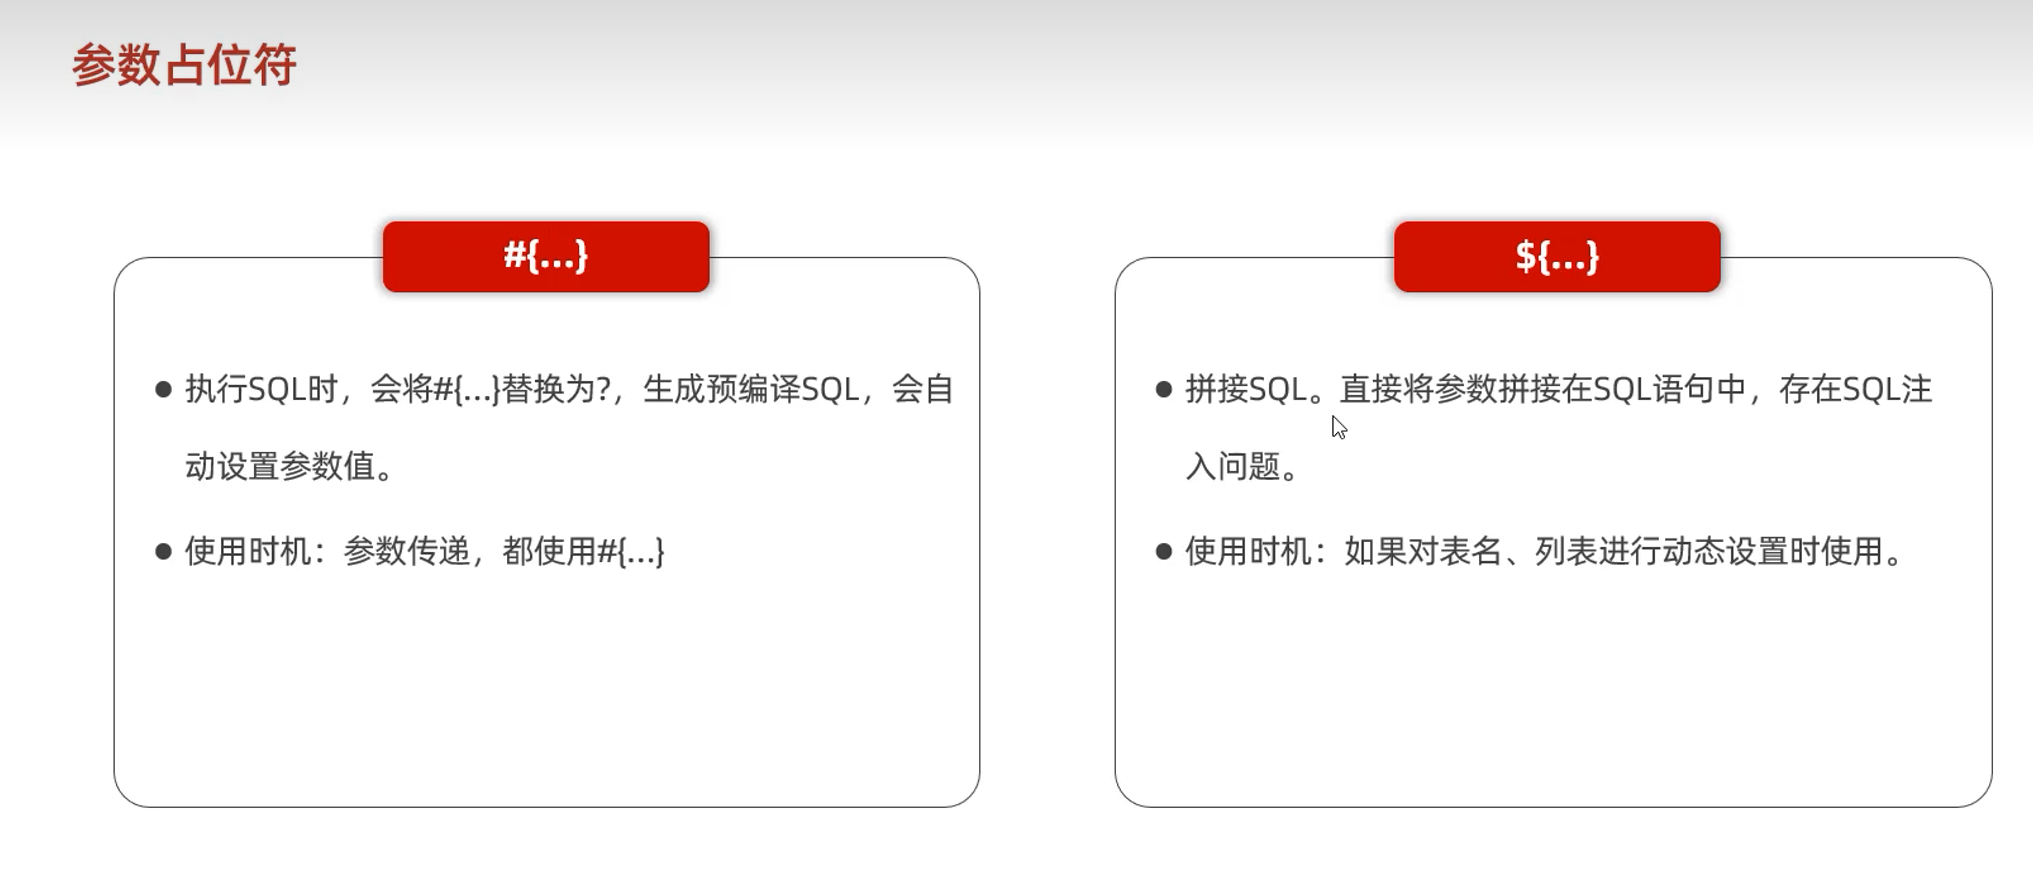 参数占位符
#{...}
● 执行SQL时，会将#{...}替换为?，生成预编译SQL，会自
动设置参数值。
● 使用时机：参数传递，都使用#{...}
${...}
● 拼接SQL。直接将参数拼接在SQL语句中，存在SQL注
入问题。
● 使用时机：如果对表名、列表进行动态设置时使用。